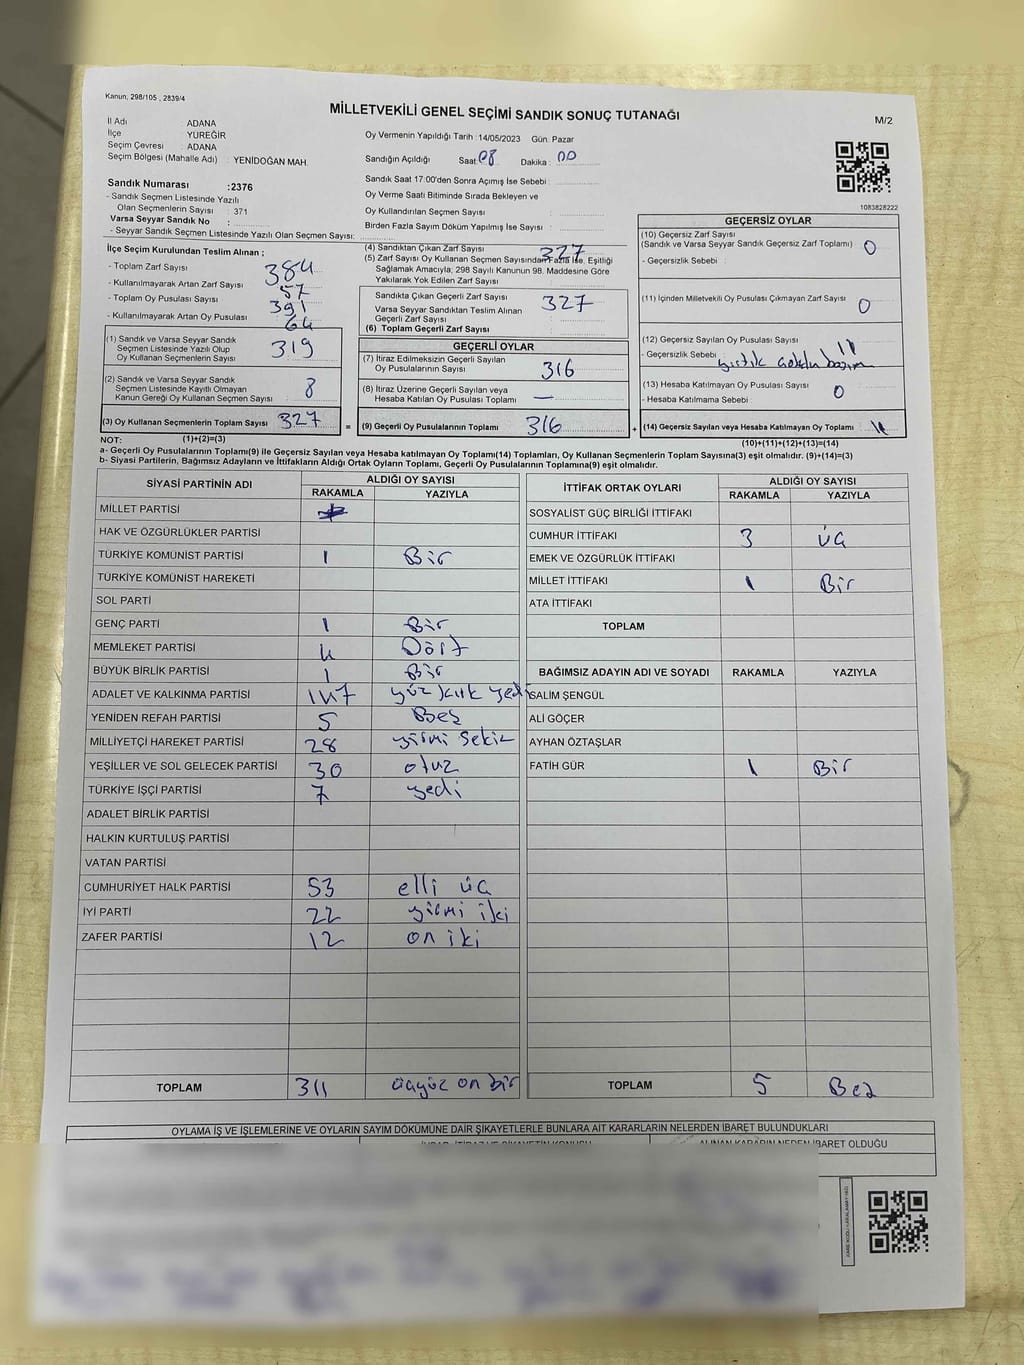 Kanun, 298/105 , 2839/4
MİLLETVEKİLİ GENEL SEÇİMİ SANDIK SONUÇ TUTANAĞI
M/2
İl Adı ADANA
İlçe YÜREĞİR
Seçim Çevresi : ADANA
Seçim Bölgesi (Mahalle Adı) : YENİDOĞAN MAH.
Oy Vermenin Yapıldığı Tarih :14/05/2023 Gün: Pazar
Sandığın Açıldığı Saat: 08 Dakika : 00
Sandık Saat 17:00'den Sonra Açımış İse Sebebi :
Oy Verme Saati Bitiminde Sırada Bekleyen ve
Oy Kullandırılan Seçmen Sayısı
Birden Fazla Sayım Döküm Yapılmış İse Sayısı :
1083828222
Sandık Numarası :2376
- Sandık Seçmen Listesinde Yazılı
Olan Seçmenlerin Sayısı : 371
Varsa Seyyar Sandık No :
- Seyyar Sandık Seçmen Listesinde Yazılı Olan Seçmen Sayısı:
İlçe Seçim Kurulundan Teslim Alınan ;
- Toplam Zarf Sayısı 384
- Kullanılmayarak Artan Zarf Sayısı 57
- Toplam Oy Pusulası Sayısı 391
- Kullanılmayarak Artan Oy Pusulası 64
(1) Sandık ve Varsa Seyyar Sandık
Seçmen Listesinde Yazılı Olup
Oy Kullanan Seçmenlerin Sayısı 319
(2) Sandık ve Varsa Seyyar Sandık
Seçmen Listesinde Kayıtlı Olmayan
Kanun Gereği Oy Kullanan Seçmen Sayısı 8
(3) Oy Kullanan Seçmenlerin Toplam Sayısı 327 =
(4) Sandıktan Çıkan Zarf Sayısı 327
(5) Zarf Sayısı Oy Kullanan Seçmen Sayısından Fazla İse, Eşitliği
Sağlamak Amacıyla, 298 Sayılı Kanunun 98. Maddesine Göre
Yakılarak Yok Edilen Zarf Sayısı
Sandıkta Çıkan Geçerli Zarf Sayısı 327
Varsa Seyyar Sandıktan Teslim Alınan
Geçerli Zarf Sayısı
(6) Toplam Geçerli Zarf Sayısı
GEÇERLİ OYLAR
(7) İtiraz Edilmeksizin Geçerli Sayılan
Oy Pusulalarının Sayısı 316
(8) İtiraz Üzerine Geçerli Sayılan veya
Hesaba Katılan Oy Pusulası Toplamı —
(9) Geçerli Oy Pusulalarının Toplamı 316 +
GEÇERSİZ OYLAR
(10) Geçersiz Zarf Sayısı
(Sandık ve Varsa Seyyar Sandık Geçersiz Zarf Toplamı) 0
- Geçersizlik Sebebi :
(11) İçinden Milletvekili Oy Pusulası Çıkmayan Zarf Sayısı 0
(12) Geçersiz Sayılan Oy Pusulası Sayısı 11
- Geçersizlik Sebebi : yırtık
(13) Hesaba Katılmayan Oy Pusulası Sayısı 0
- Hesaba Katılmama Sebebi :
(14) Geçersiz Sayılan veya Hesaba Katılmayan Oy Toplamı 11
NOT: (1)+(2)=(3) (10)+(11)+(12)+(13)=(14)
a- Geçerli Oy Pusulalarının Toplamı(9) ile Geçersiz Sayılan veya Hesaba katılmayan Oy Toplamı(14) Toplamları, Oy Kullanan Seçmenlerin Toplam Sayısına(3) eşit olmalıdır. (9)+(14)=(3)
b- Siyasi Partilerin, Bağımsız Adayların ve İttifakların Aldığı Ortak Oyların Toplamı, Geçerli Oy Pusulalarının Toplamına(9) eşit olmalıdır.
SİYASİ PARTİNİN ADI ALDIĞI OY SAYISI
RAKAMLA YAZIYLA
MİLLET PARTİSİ
HAK VE ÖZGÜRLÜKLER PARTİSİ
TÜRKİYE KOMÜNİST PARTİSİ 1 Bir
TÜRKİYE KOMÜNİST HAREKETİ
SOL PARTİ
GENÇ PARTİ 1 Bir
MEMLEKET PARTİSİ 4 Dört
BÜYÜK BİRLİK PARTİSİ 1 Bir
ADALET VE KALKINMA PARTİSİ 147 yüz kırk yedi
YENİDEN REFAH PARTİSİ 5 Beş
MİLLİYETÇİ HAREKET PARTİSİ 28 yirmi sekiz
YEŞİLLER VE SOL GELECEK PARTİSİ 30 otuz
TÜRKİYE İŞÇİ PARTİSİ 7 yedi
ADALET BİRLİK PARTİSİ
HALKIN KURTULUŞ PARTİSİ
VATAN PARTİSİ
CUMHURİYET HALK PARTİSİ 53 elli üç
İYİ PARTİ 22 yirmi iki
ZAFER PARTİSİ 12 on iki
TOPLAM 311 üçyüz on bir
İTTİFAK ORTAK OYLARI ALDIĞI OY SAYISI
RAKAMLA YAZIYLA
SOSYALİST GÜÇ BİRLİĞİ İTTİFAKI
CUMHUR İTTİFAKI 3 üç
EMEK VE ÖZGÜRLÜK İTTİFAKI
MİLLET İTTİFAKI 1 Bir
ATA İTTİFAKI
TOPLAM
BAĞIMSIZ ADAYIN ADI VE SOYADI RAKAMLA YAZIYLA
SALİM ŞENGÜL
ALİ GÖÇER
AYHAN ÖZTAŞLAR
FATİH GÜR 1 Bir
TOPLAM 5 Beş
OYLAMA İŞ VE İŞLEMLERİNE VE OYLARIN SAYIM DÖKÜMÜNE DAİR ŞİKAYETLERLE BUNLARA AİT KARARLARIN NELERDEN İBARET BULUNDUKLARI
ALINAN KARARIN NEDEN İBARET OLDUĞU